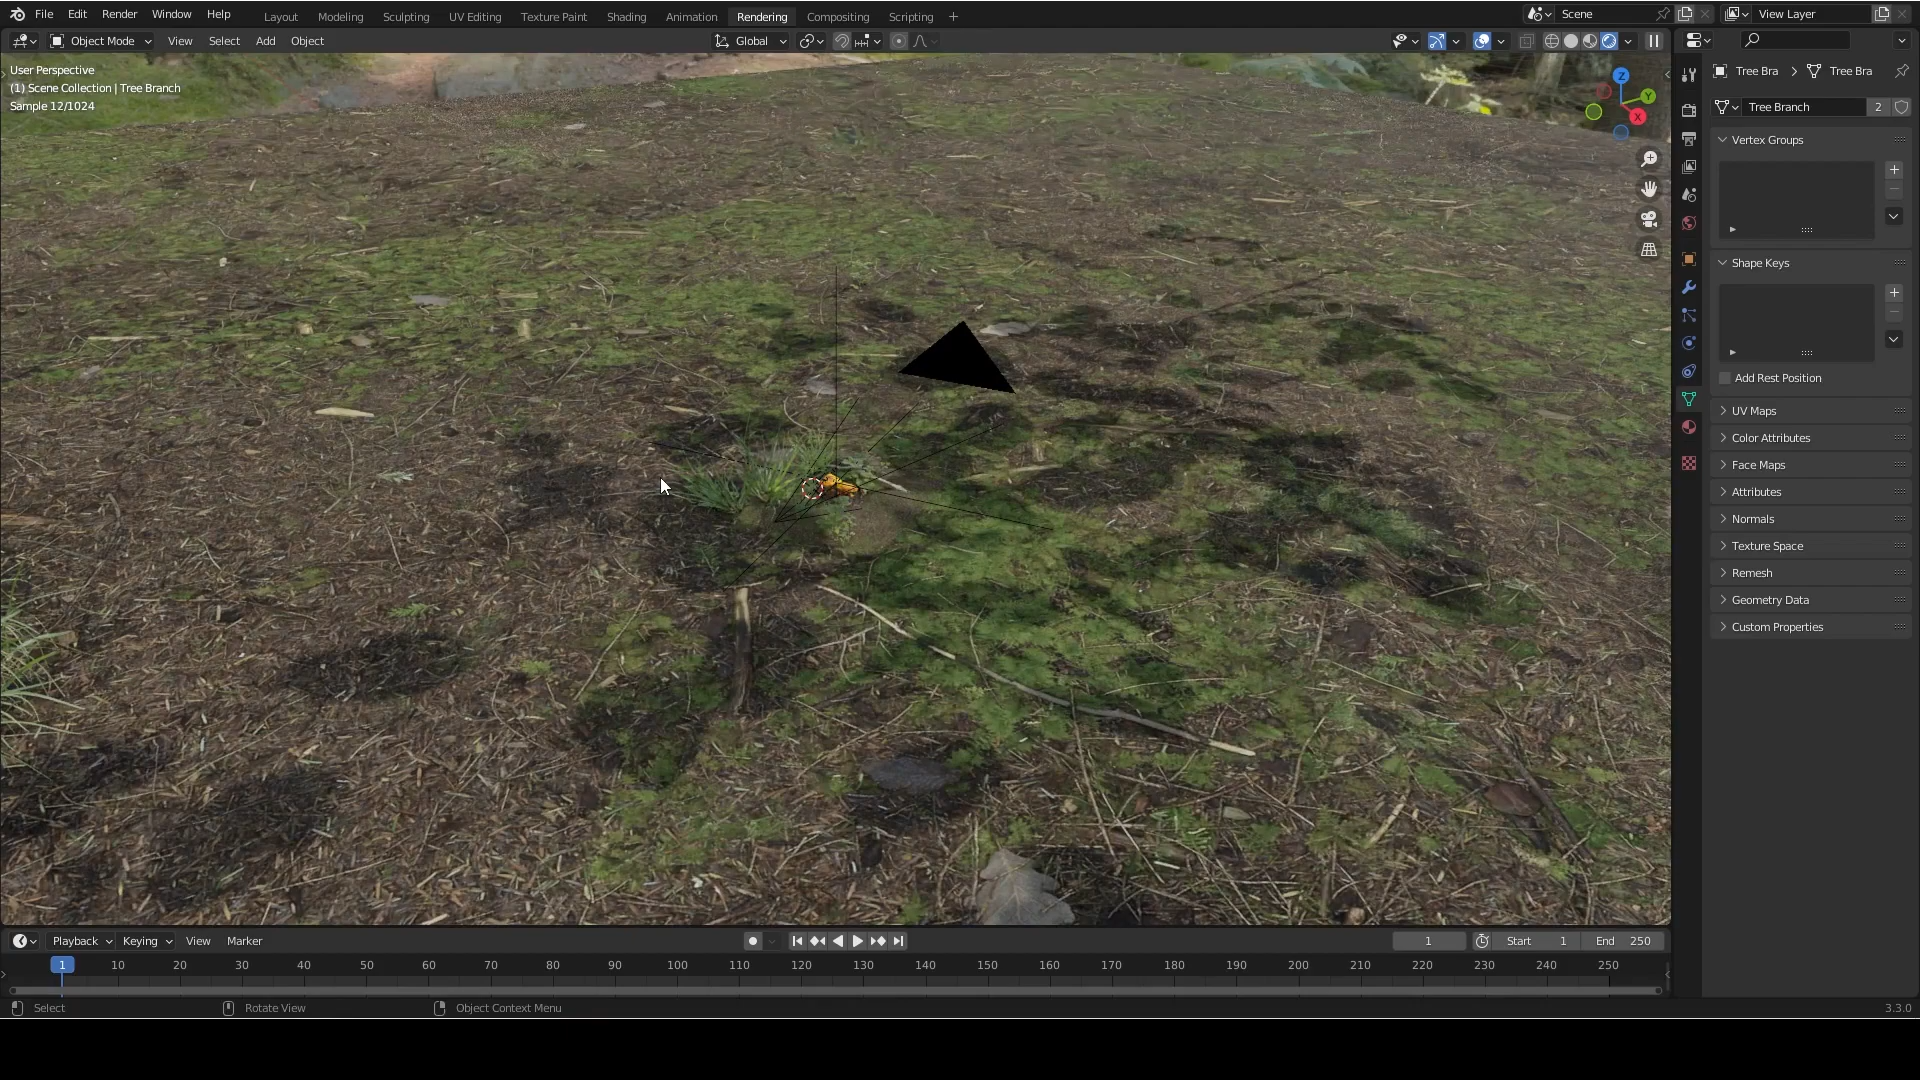 File Edit Render Window Help Layout Modeling Sculpting UV Editing Texture Paint Shading Animation Rendering Compositing Scripting + Scene View Layer
Object Mode View Select Add Object Global
User Perspective
(1) Scene Collection | Tree Branch
Sample 12/1024
Z
Y
X
Tree Bra > Tree Bra
Tree Branch 2
Vertex Groups
Shape Keys
Add Rest Position
UV Maps
Color Attributes
Face Maps
Attributes
Normals
Texture Space
Remesh
Geometry Data
Custom Properties
Playback Keying View Marker 1 Start 1 End 250
1 10 20 30 40 50 60 70 80 90 100 110 120 130 140 150 160 170 180 190 200 210 220 230 240 250
Select Rotate View Object Context Menu 3.3.0